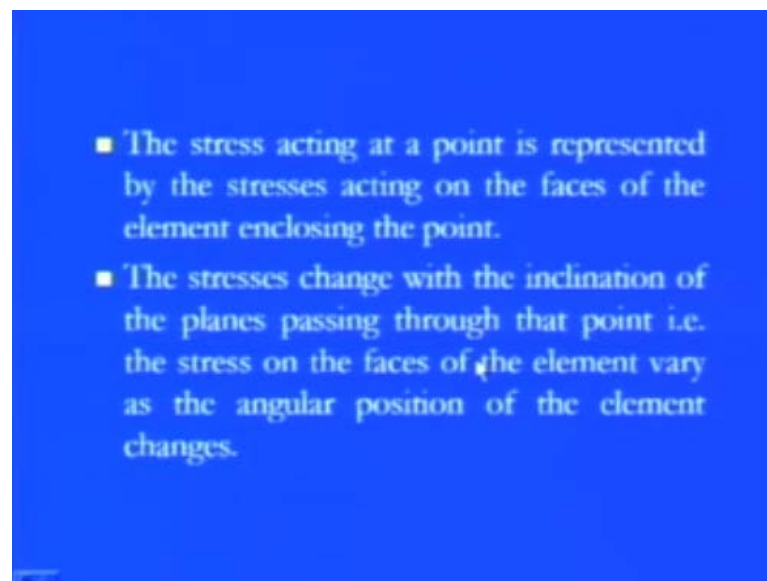 The stress acting at a point is represented
by the stresses acting on the faces of the
element enclosing the point.
The stresses change with the inclination of
the planes passing through that point i.e.
the stress on the faces of the element vary
as the angular position of the element
changes.